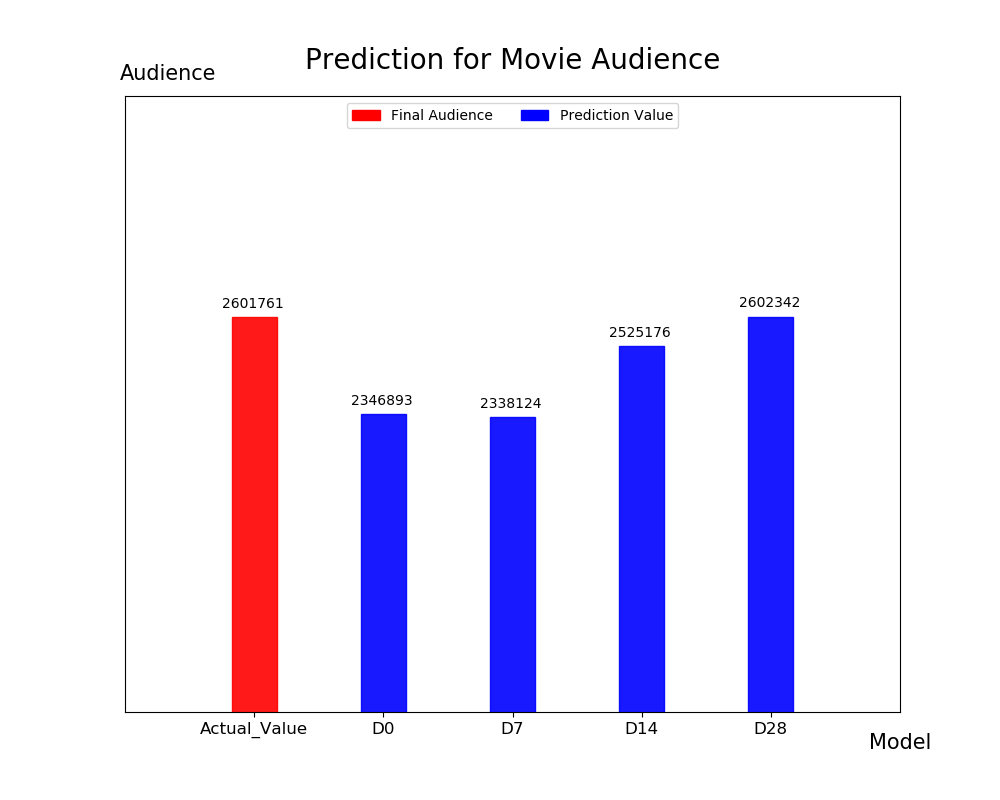 Prediction for Movie Audience
Audience
Final Audience Prediction Value
2601761
2346893
2338124
2525176
2602342
Actual_Value D0 D7 D14 D28
Model